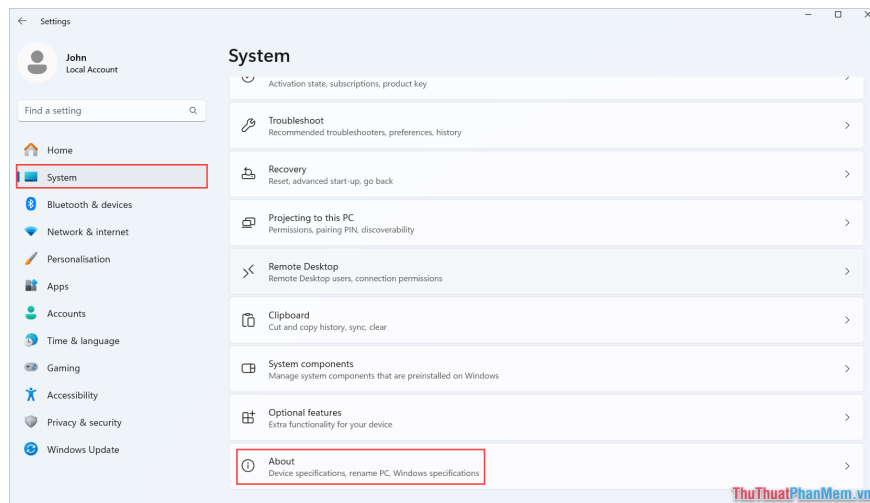 Settings
John
Local Account
Find a setting
Home
System
Bluetooth & devices
Network & internet
Personalisation
Apps
Accounts
Time & language
Gaming
Accessibility
Privacy & security
Windows Update
System
Activation state, subscriptions, product key
Troubleshoot
Recommended troubleshooters, preferences, history
Recovery
Reset, advanced start-up, go back
Projecting to this PC
Permissions, pairing PIN, discoverability
Remote Desktop
Remote Desktop users, connection permissions
Clipboard
Cut and copy history, sync, clear
System components
Manage system components that are preinstalled on Windows
Optional features
Extra functionality for your device
About
Device specifications, rename PC, Windows specifications
ThuThuatPhanMem.vn